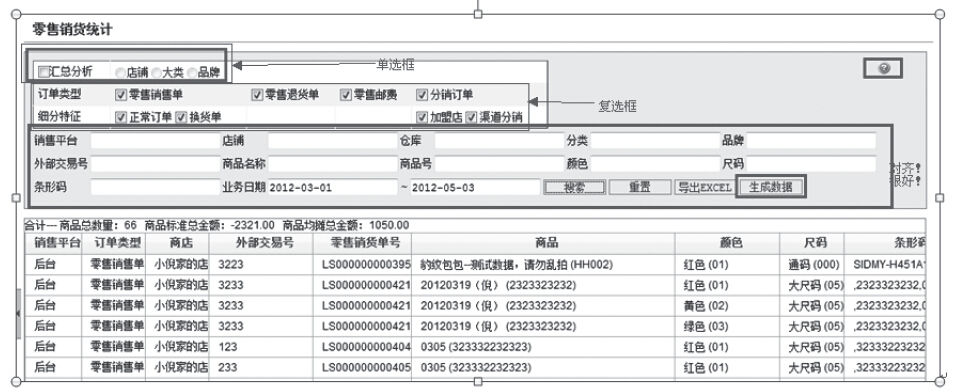 零售销货统计
汇总分析 店铺 大类 品牌 单选框
订单类型 零售销售单 零售退货单 零售邮费 分销订单
复选框
细分特征 正常订单 换货单 加盟店 渠道分销
销售平台 店铺 仓库 分类 品牌
外部交易号 商品名称 商品号 颜色 尺码
对齐!
很好!
条形码 业务日期 2012-03-01 ~ 2012-05-03 搜索 重置 导出EXCEL 生成数据
合计---商品总数量: 66 商品标准总金额: -2321.00 商品均摊总金额: 1050.00
销售平台 订单类型 商店 外部交易号 零售销货单号 商品 颜色 尺码 条形码
后台 零售销售单 小倪家的店 3223 LS000000000395 豹纹包包--测试数据，请勿乱拍 (HH002) 红色 (01) 通码 (000) SIDMY-H451A1
后台 零售销售单 小倪家的店 3233 LS000000000421 20120319（倪）(2323323232) 红色 (01) 大尺码 (05) ,2323323232,0
后台 零售销售单 小倪家的店 3233 LS000000000421 20120319（倪）(2323323232) 黄色 (02) 大尺码 (05) ,2323323232,0
后台 零售销售单 小倪家的店 3233 LS000000000421 20120319（倪）(2323323232) 绿色 (03) 大尺码 (05) ,2323323232,0
后台 零售销售单 小倪家的店 123 LS000000000404 0305 (323332232323) 红色 (01) 大尺码 (05) ,32333223232
后台 零售销售单 小倪家的店 233 LS000000000405 0305 (323332232323) 红色 (01) 大尺码 (05) ,32333223232